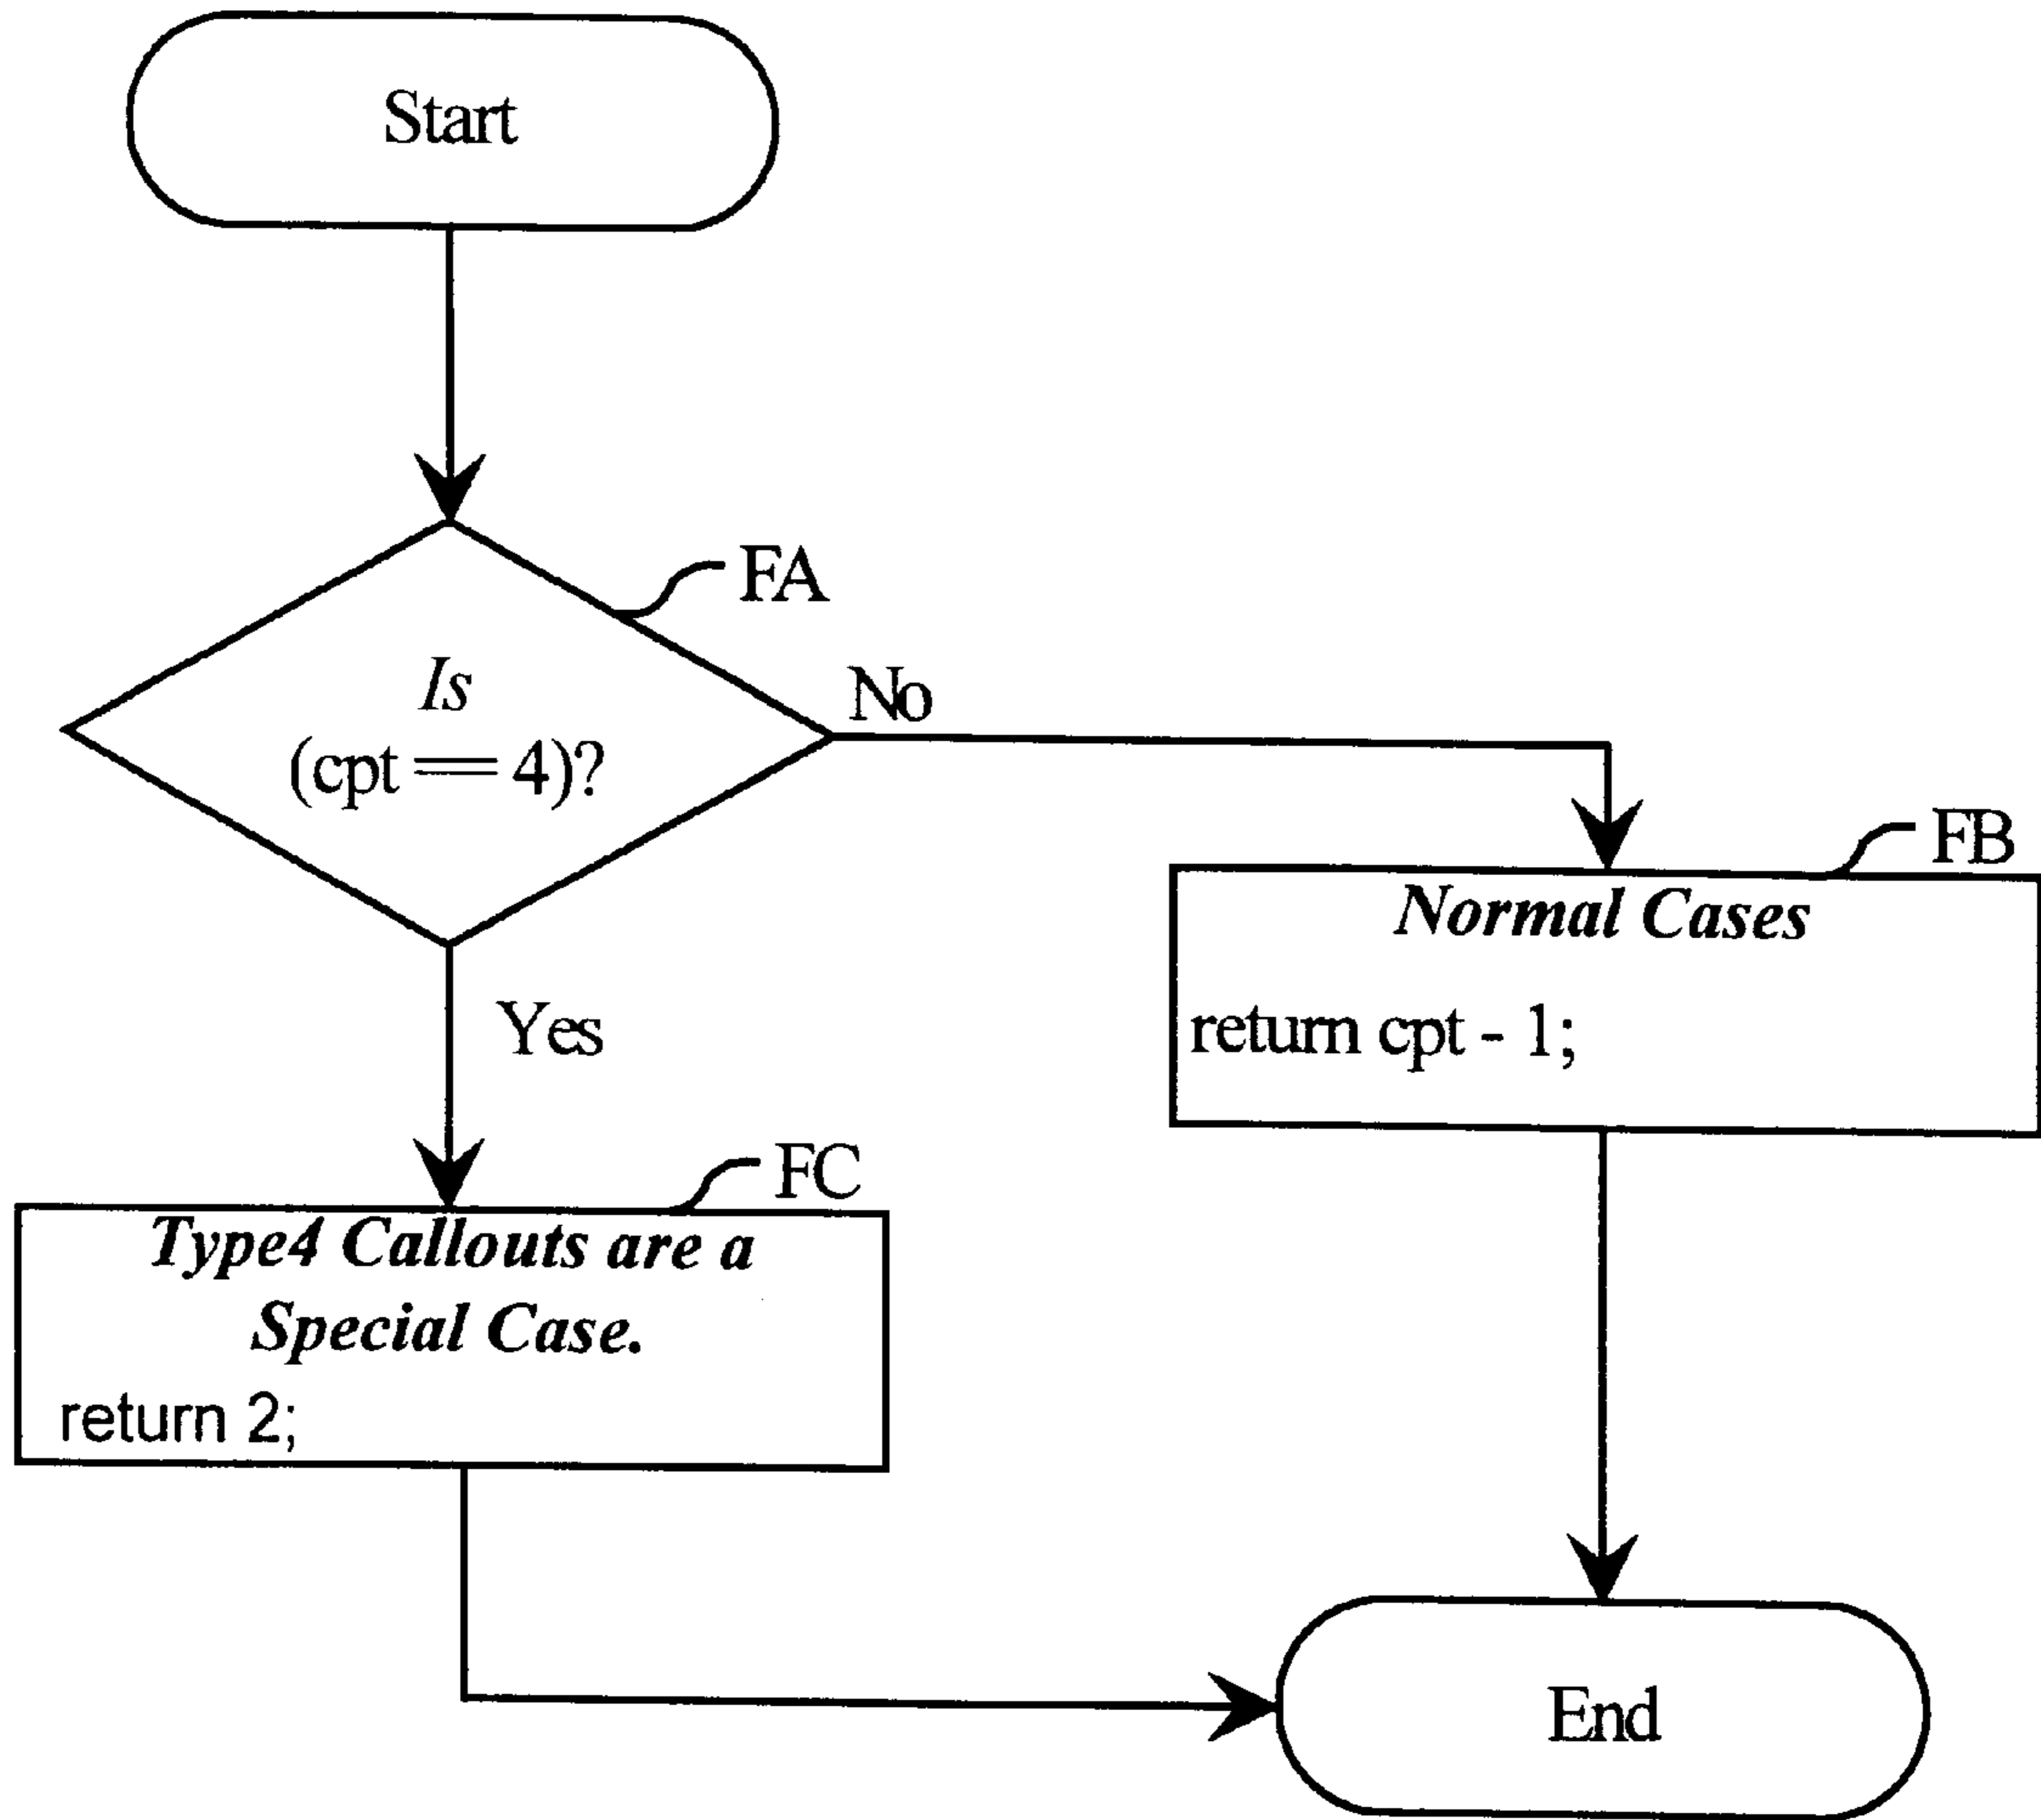 Start
FA
Is
(cpt == 4)?
No
FB
Normal Cases
return cpt - 1;
Yes
FC
Type4 Callouts are a
Special Case.
return 2;
End